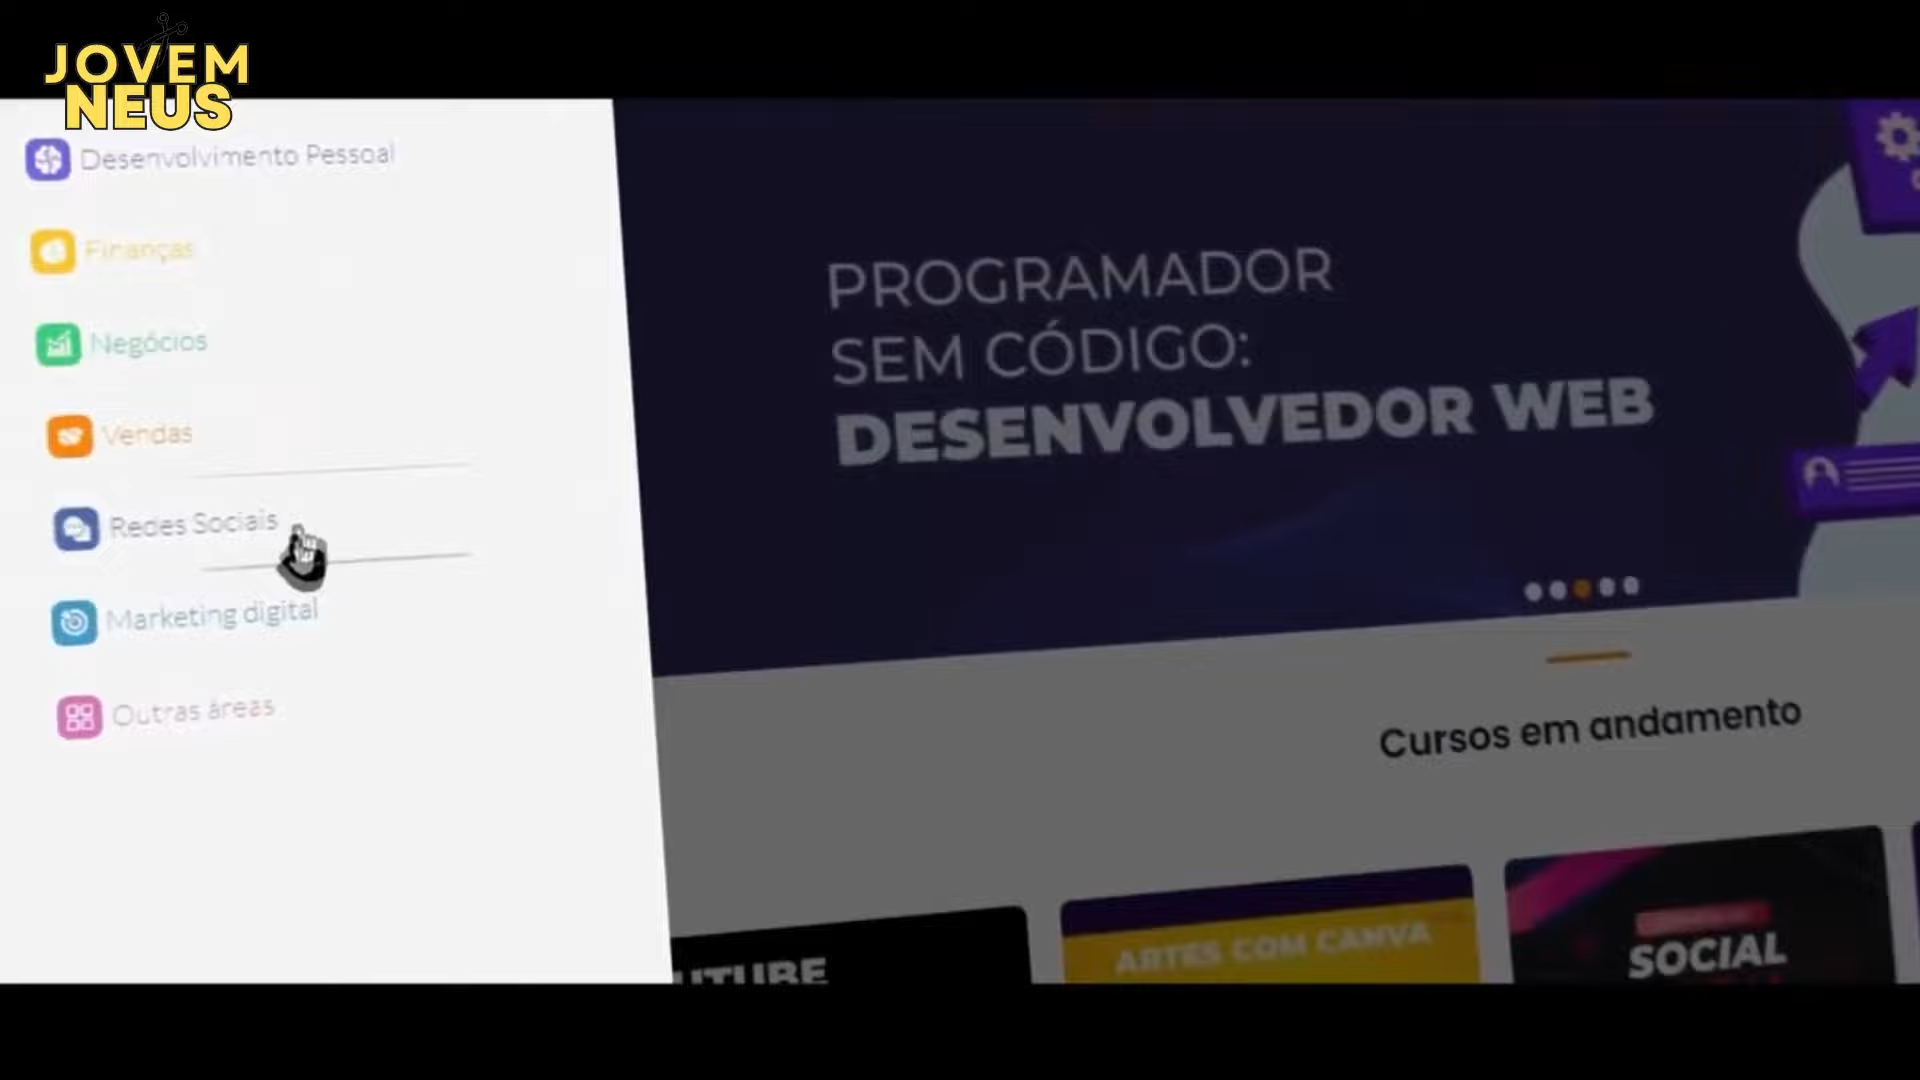 JOVEM
NEUS
Desenvolvimento Pessoal
Finanças
Negócios
Vendas
Redes Sociais
Marketing digital
Outras áreas
PROGRAMADOR
SEM CÓDIGO:
DESENVOLVEDOR WEB
Cursos em andamento
UTUBE
ARTES COM CANVA
SOCIAL